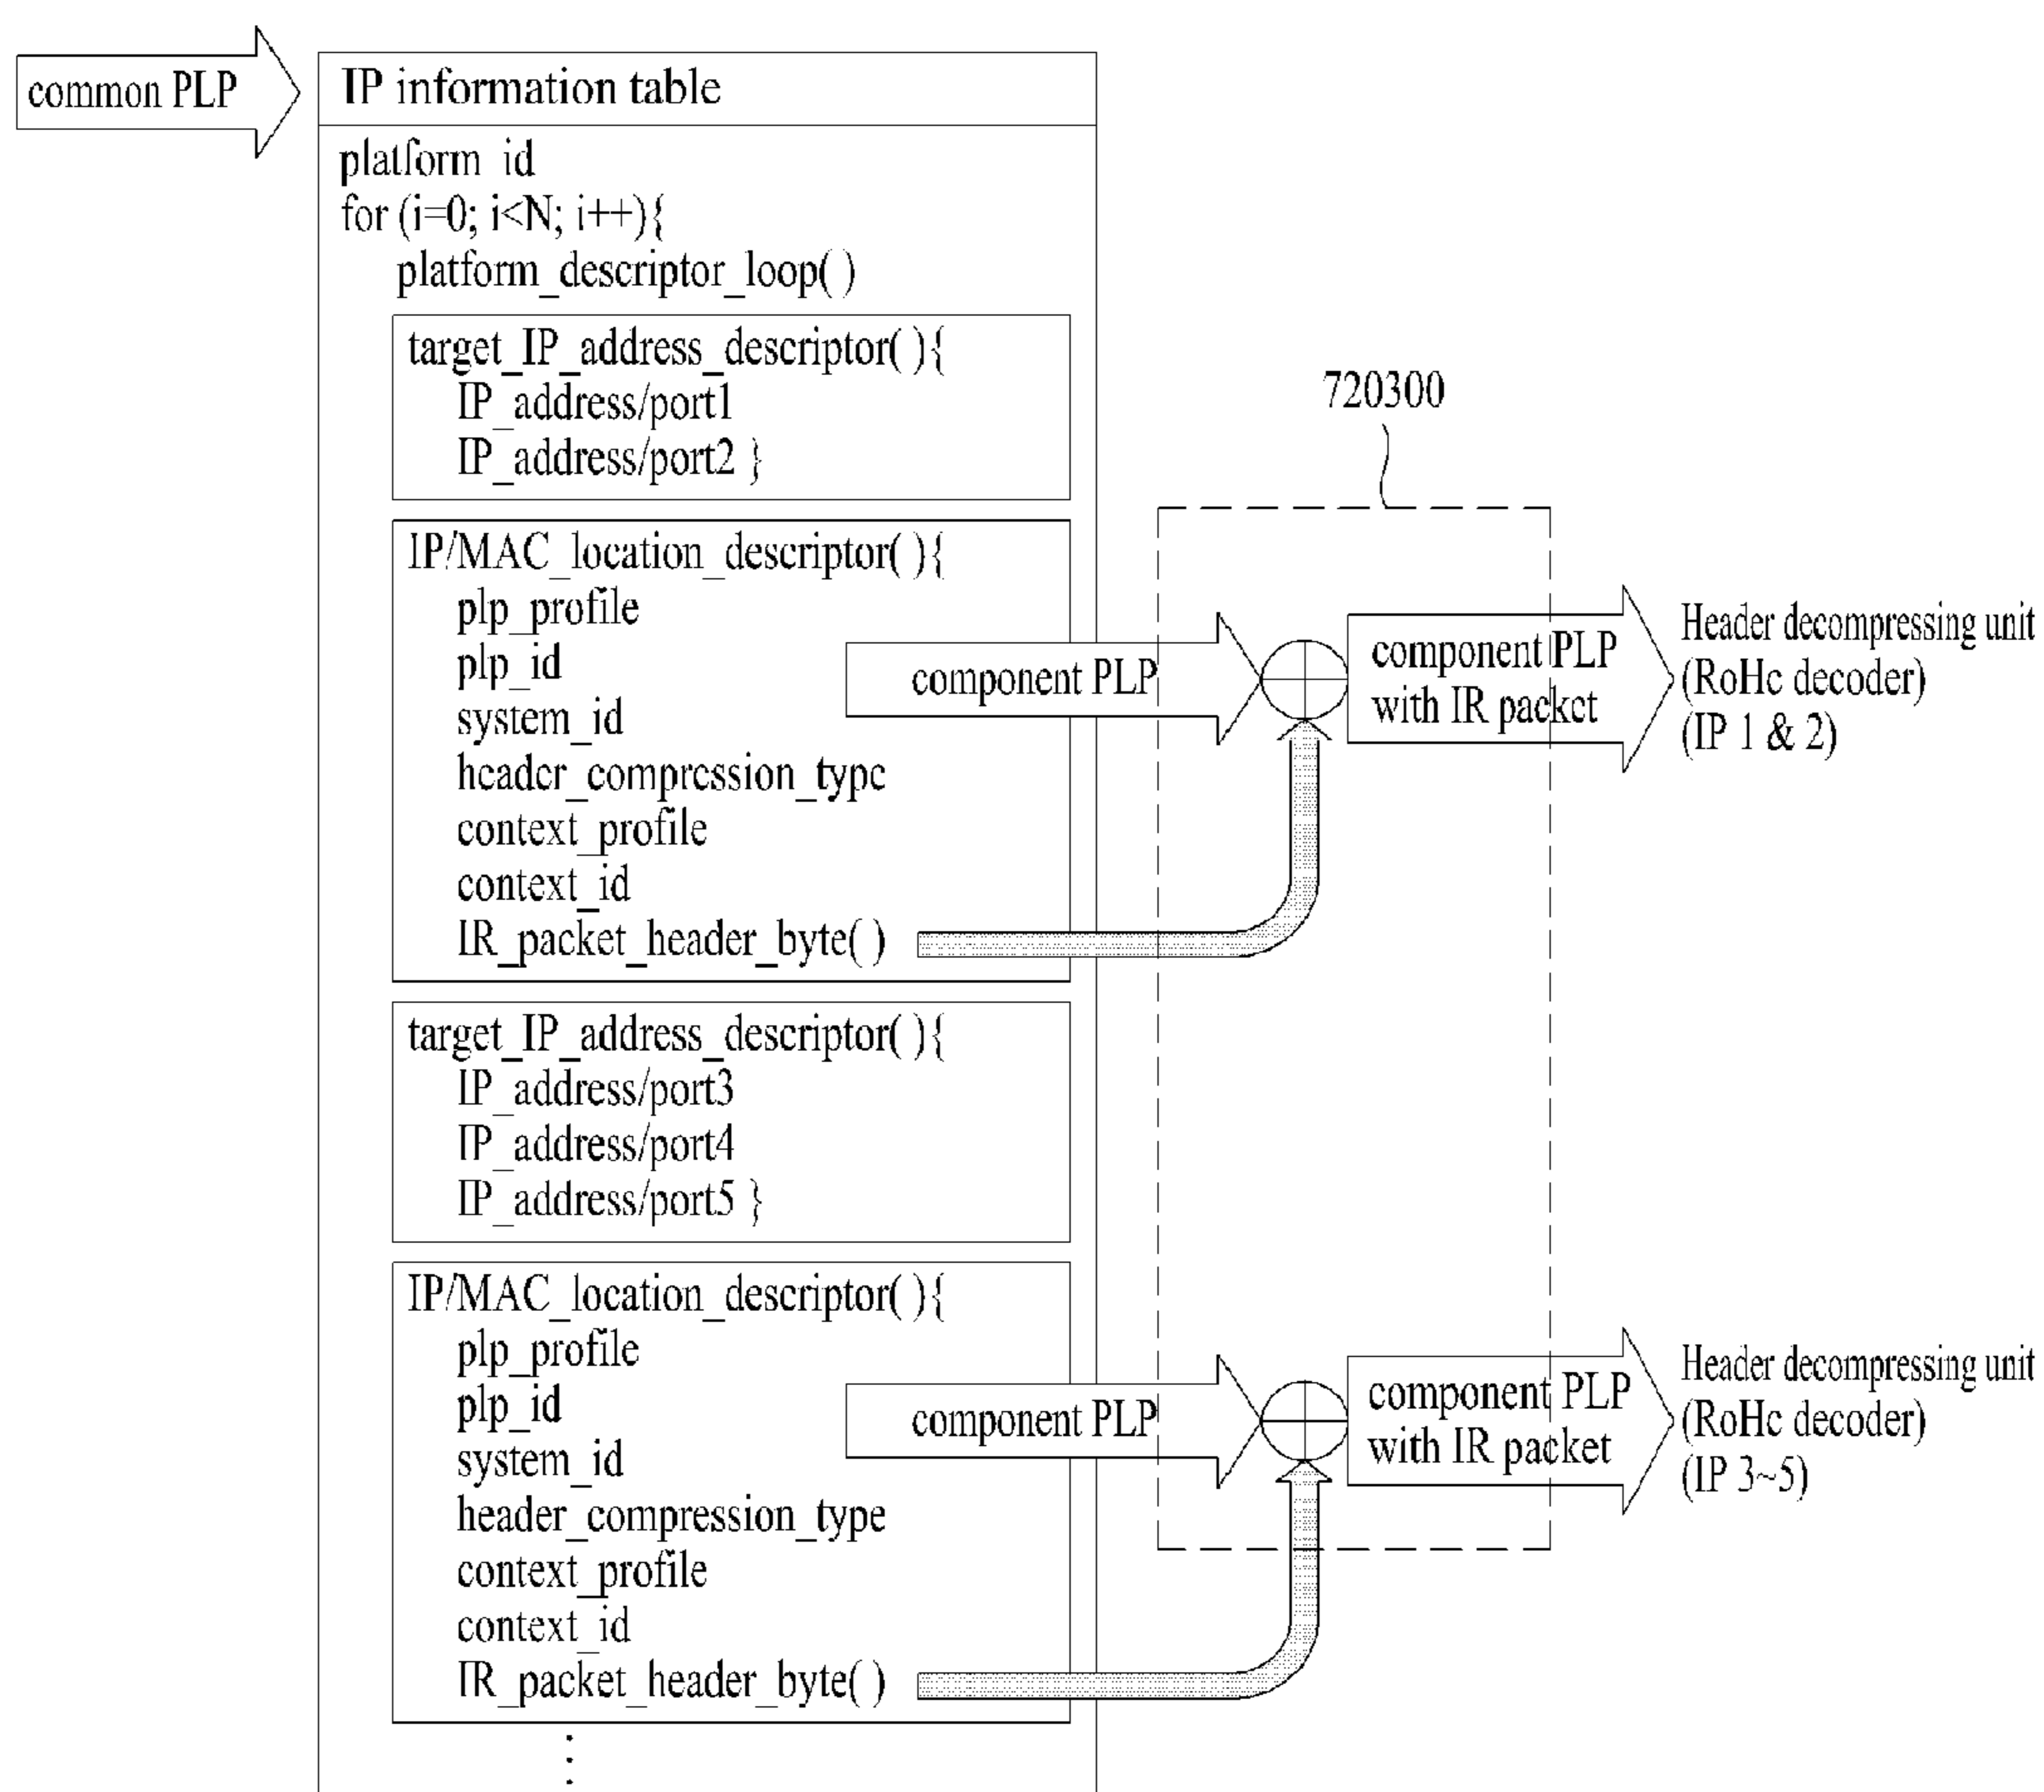 common PLP
IP information table
platform_id
for (i=0; i<N; i++){
platform_descriptor_loop( )
target_IP_address_descriptor( ){
IP_address/port1
IP_address/port2 }
720300
IP/MAC_location_descriptor( ){
plp_profile
plp_id
system_id
header_compression_type
context_profile
context_id
IR_packet_header_byte( )
component PLP
component PLP
with IR packet
Header decompressing unit
(RoHc decoder)
(IP 1 & 2)
target_IP_address_descriptor( ){
IP_address/port3
IP_address/port4
IP_address/port5 }
IP/MAC_location_descriptor( ){
plp_profile
plp_id
system_id
header_compression_type
context_profile
context_id
IR_packet_header_byte( )
component PLP
component PLP
with IR packet
Header decompressing unit
(RoHc decoder)
(IP 3~5)